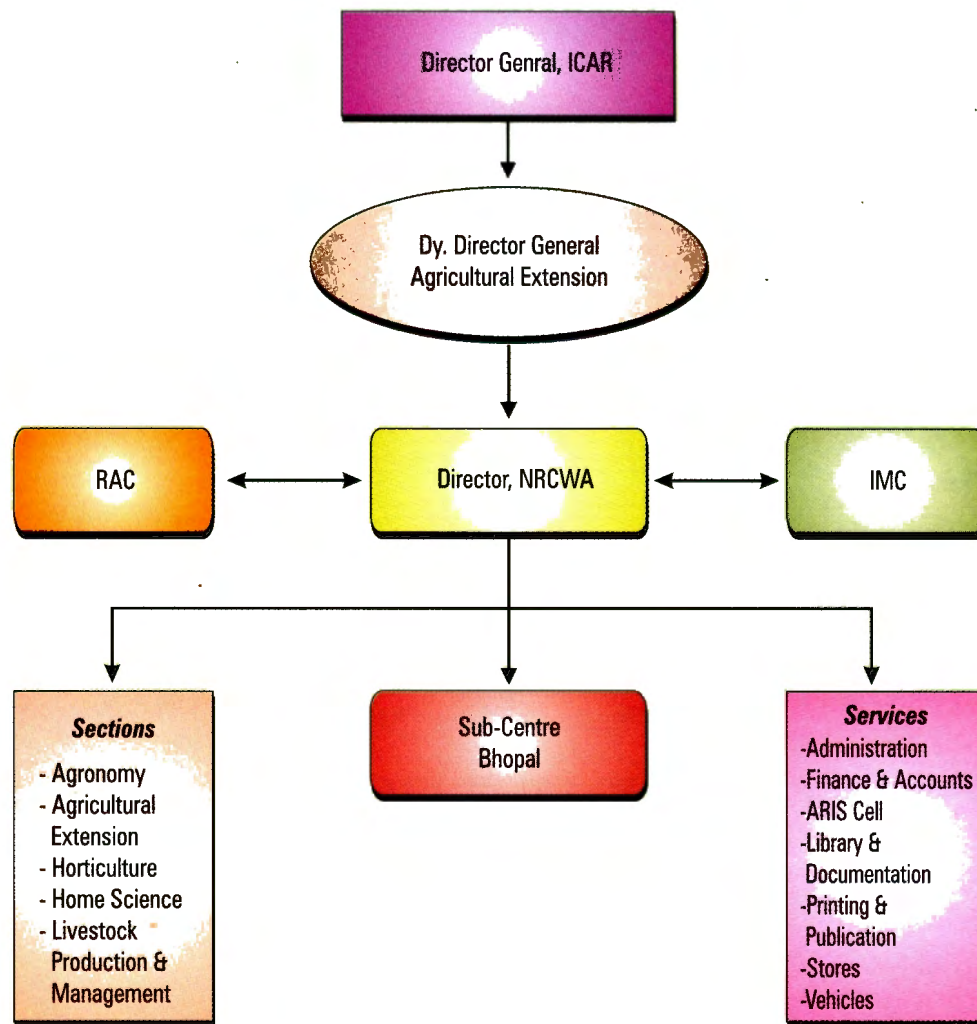 Director Genral, ICAR
Dy. Director General
Agricultural Extension
RAC
Director, NRCWA
IMC
Sections
- Agronomy
- Agricultural
Extension
- Horticulture
- Home Science
- Livestock
Production &
Management
Sub-Centre
Bhopal
Services
-Administration
-Finance & Accounts
-ARIS Cell
-Library &
Documentation
-Printing &
Publication
-Stores
-Vehicles